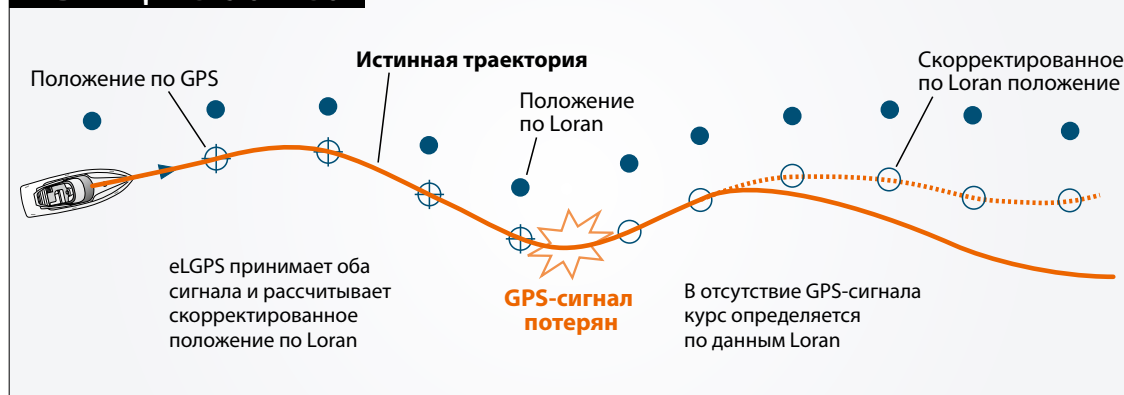 Положение по GPS
Истинная траектория
Положение
по Loran
Скорректированное
по Loran положение
eLGPS принимает оба
сигнала и рассчитывает
скорректированное
положение по Loran
GPS-сигнал
потерян
В отсутствие GPS-сигнала
курс определяется
по данным Loran